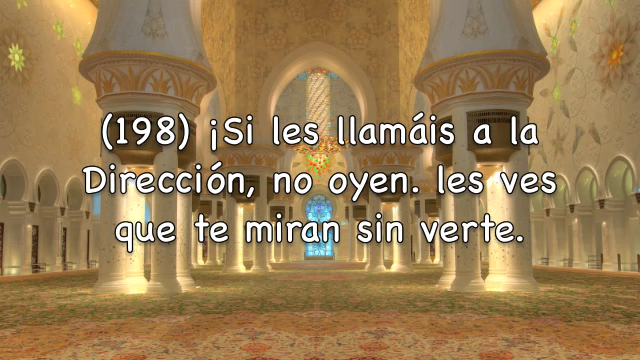 (198) ¡Si les llamáis a la
Dirección, no oyen. les ves
que te miran sin verte.